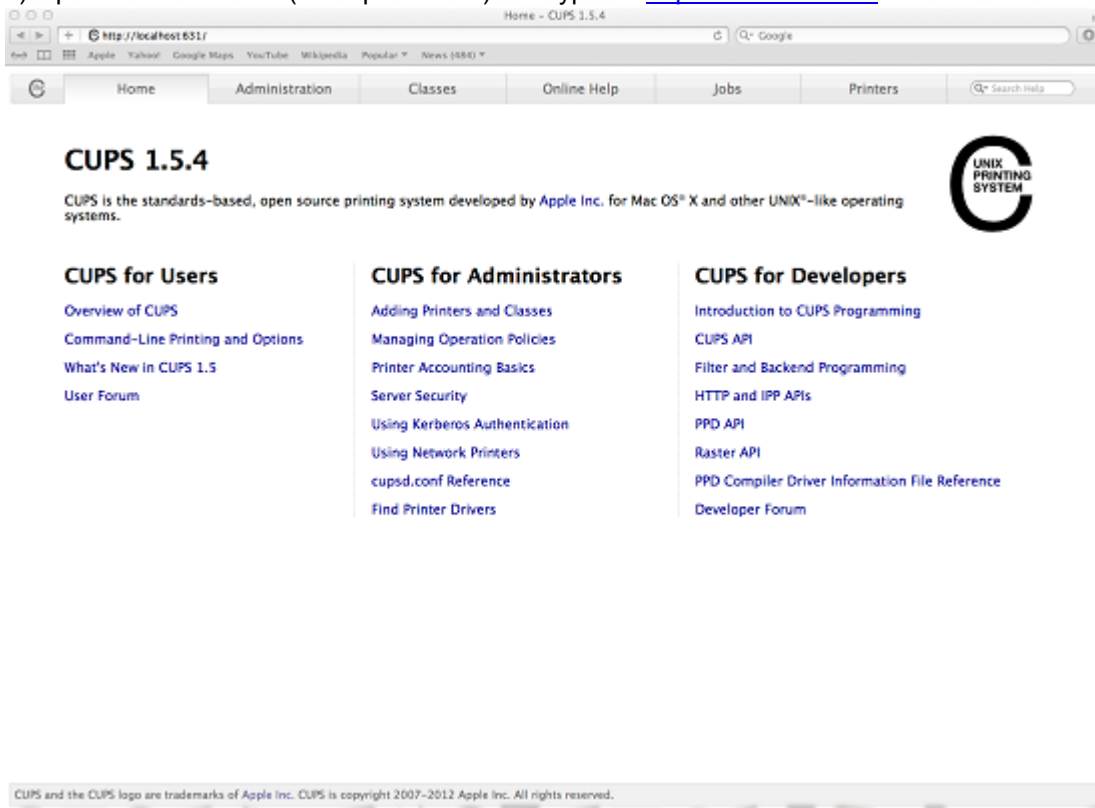 Home – CUPS 1.5.4
http://localhost:631/
Google
Apple Yahoo! Google Maps YouTube Wikipedia Popular News (484)
Home Administration Classes Online Help Jobs Printers Search Help
CUPS 1.5.4
CUPS is the standards-based, open source printing system developed by Apple Inc. for Mac OS® X and other UNIX®-like operating
systems.
UNIX
PRINTING
SYSTEM
CUPS for Users
Overview of CUPS
Command-Line Printing and Options
What's New in CUPS 1.5
User Forum
CUPS for Administrators
Adding Printers and Classes
Managing Operation Policies
Printer Accounting Basics
Server Security
Using Kerberos Authentication
Using Network Printers
cupsd.conf Reference
Find Printer Drivers
CUPS for Developers
Introduction to CUPS Programming
CUPS API
Filter and Backend Programming
HTTP and IPP APIs
PPD API
Raster API
PPD Compiler Driver Information File Reference
Developer Forum
CUPS and the CUPS logo are trademarks of Apple Inc. CUPS is copyright 2007-2012 Apple Inc. All rights reserved.